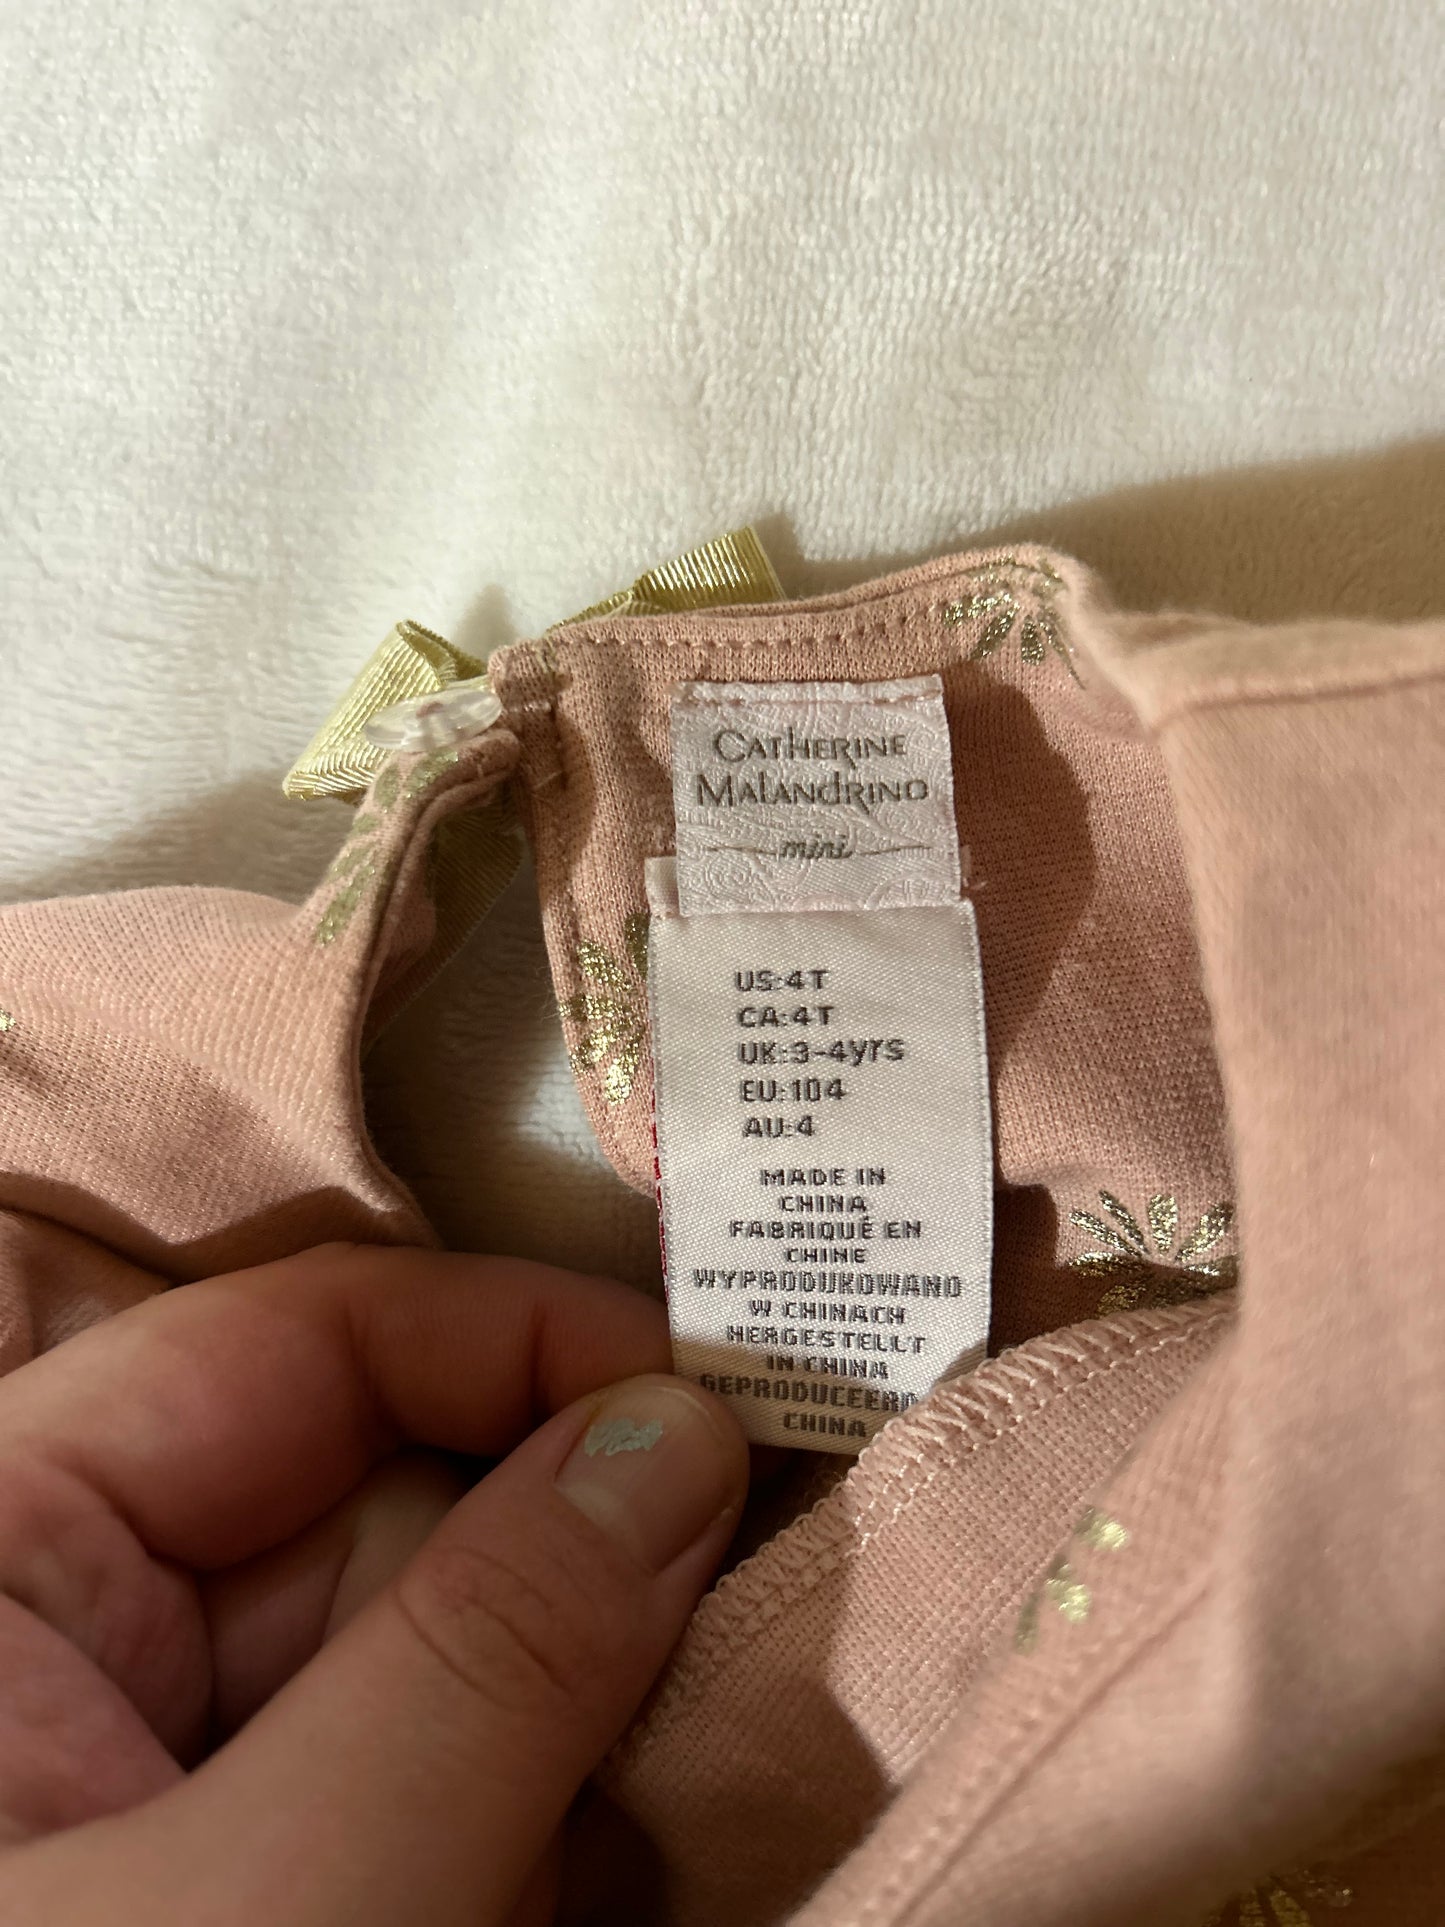 CATHERINE
MALANDRINO
mini
US:4T
CA:4T
UK:3-4yrs
EU:104
AU:4
MADE IN
CHINA
FABRIQUÉ EN
CHINE
WYPRODUKOWANO
W CHINACH
HERGESTELLT
IN CHINA
GEPRODUCEERD
CHINA